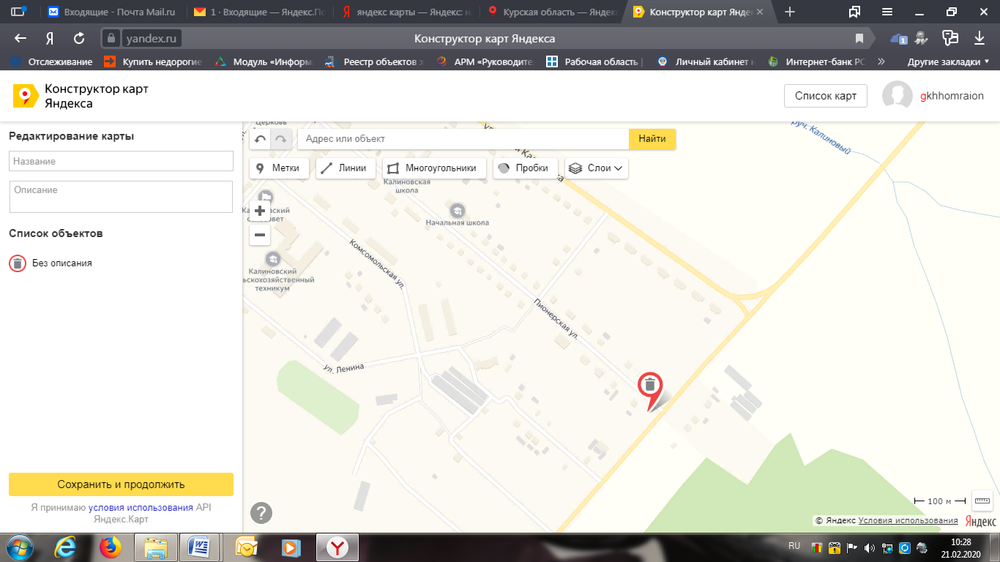 Входящие - Почта Mail.ru
1 · Входящие — Яндекс.По
яндекс карты — Яндекс: н
Курская область — Яндек
Конструктор карт Янде
yandex.ru
Конструктор карт Яндекса
1
Отслеживание
Купить недорогие
Модуль «Информ
Реестр объектов ж
АРМ «Руководите
Рабочая область |
Личный кабинет н
Интернет-банк РС
»
Другие закладки
Конструктор карт
Яндекса
Список карт
gkhhomraion
Редактирование карты
Название
Описание
Список объектов
Без описания
Сохранить и продолжить
Я принимаю условия использования API
Яндекс.Карт
Адрес или объект
Найти
Метки
Линии
Многоугольники
Пробки
Слои
Церковь
руч. Калиновый
Калиновская
школа
Начальная школа
Комсомольская ул.
Калиновский
техникум
Пионерская ул.
ул. Ленина
?
100 м
© Яндекс Условия использования
Яндекс
RU
10:28
21.02.2020